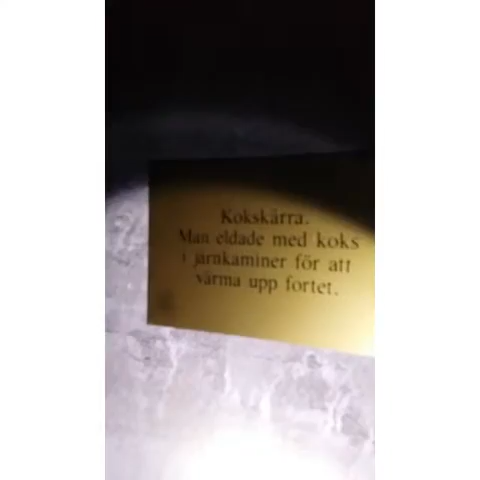 Kokskärra.
Man eldade med koks
i järnkaminer för att
värma upp fortet.